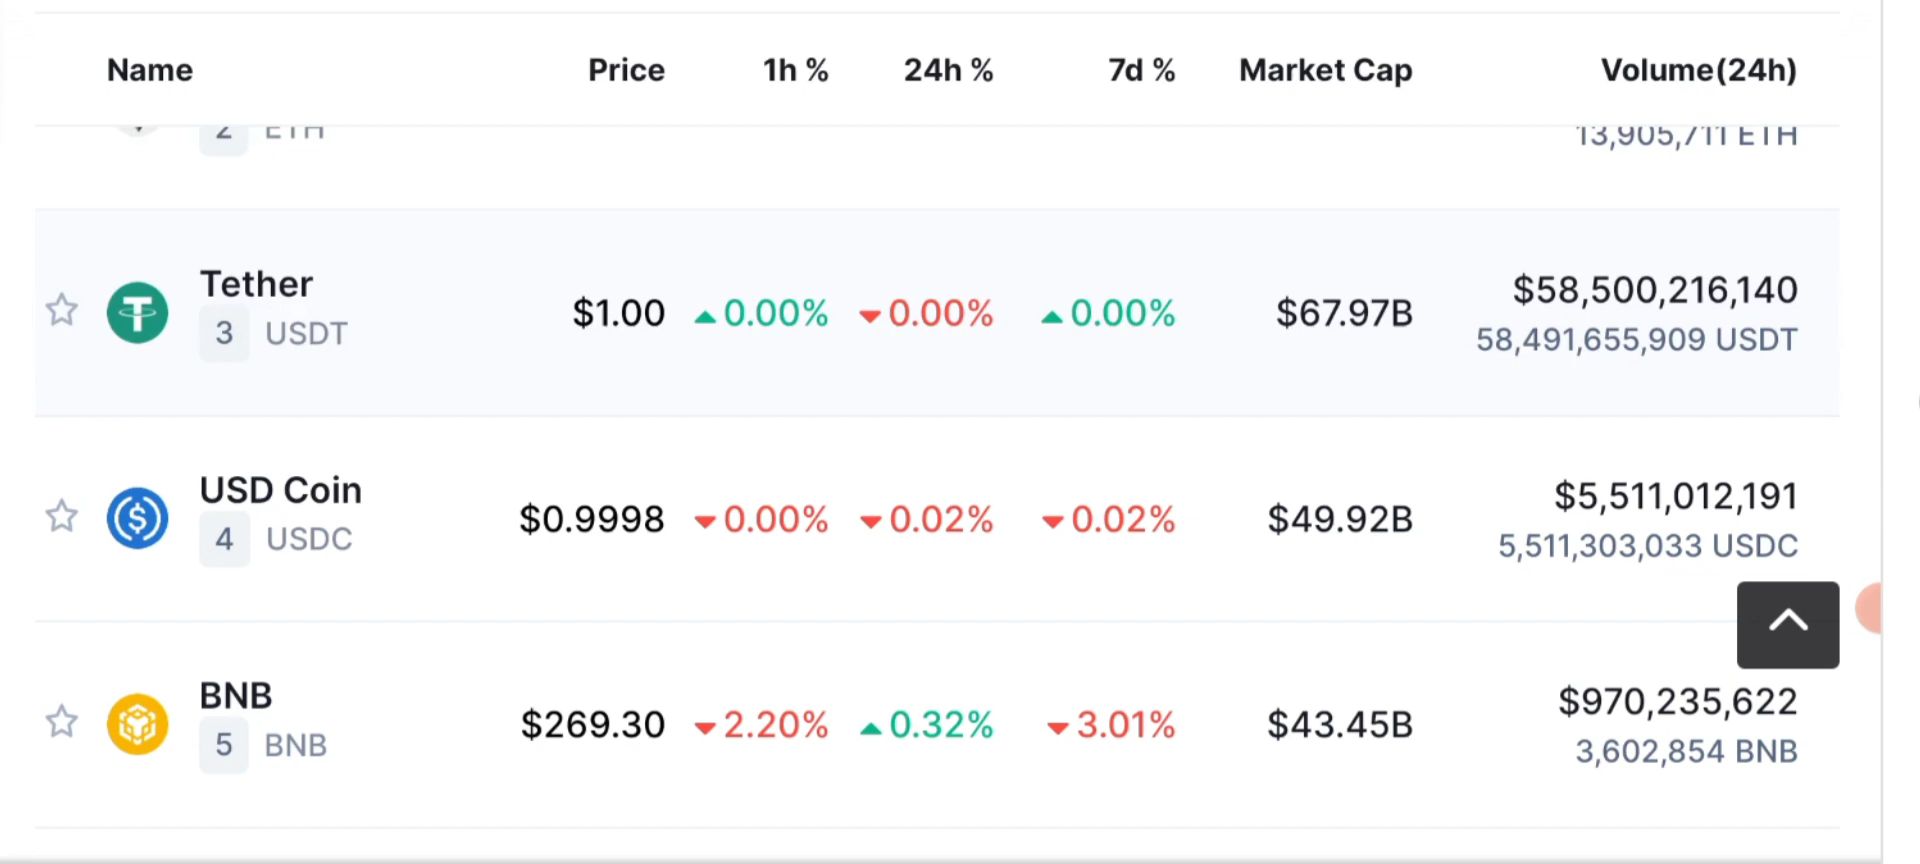 Name Price 1h % 24h % 7d % Market Cap Volume(24h)
2 ETH 13,905,711 ETH
Tether $1.00 0.00% 0.00% 0.00% $67.97B $58,500,216,140
3 USDT 58,491,655,909 USDT
USD Coin $0.9998 0.00% 0.02% 0.02% $49.92B $5,511,012,191
4 USDC 5,511,303,033 USDC
BNB $269.30 2.20% 0.32% 3.01% $43.45B $970,235,622
5 BNB 3,602,854 BNB